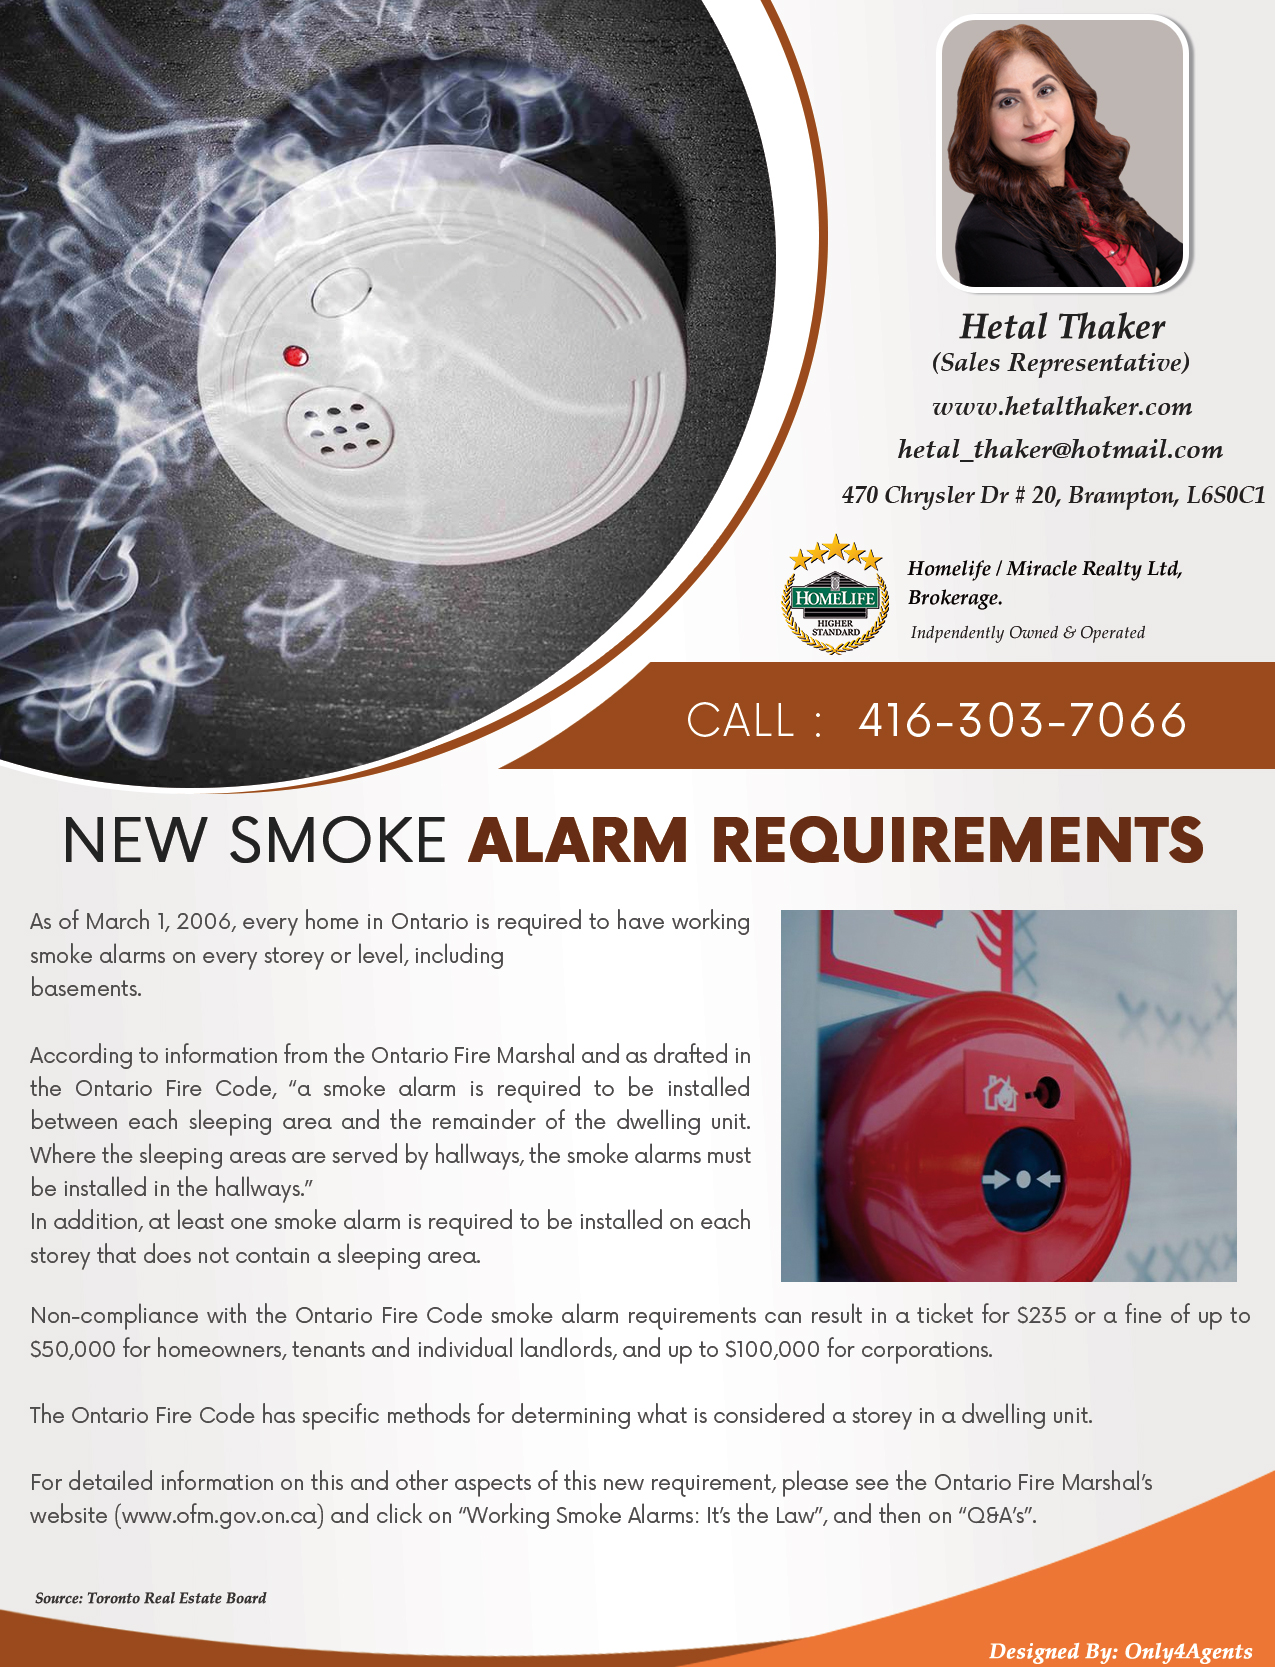 Hetal Thaker
(Sales Representative)
www.hetalthaker.com
hetal_thaker@hotmail.com
470 Chrysler Dr # 20, Brampton, L6S0C1
HOMELIFE
HIGHER
STANDARD
Homelife / Miracle Realty Ltd,
Brokerage.
Indpendently Owned & Operated
CALL : 416-303-7066
NEW SMOKE ALARM REQUIREMENTS
As of March 1, 2006, every home in Ontario is required to have working
smoke alarms on every storey or level, including
basements.
According to information from the Ontario Fire Marshal and as drafted in
the Ontario Fire Code, “a smoke alarm is required to be installed
between each sleeping area and the remainder of the dwelling unit.
Where the sleeping areas are served by hallways, the smoke alarms must
be installed in the hallways.”
In addition, at least one smoke alarm is required to be installed on each
storey that does not contain a sleeping area.
Non-compliance with the Ontario Fire Code smoke alarm requirements can result in a ticket for $235 or a fine of up to
$50,000 for homeowners, tenants and individual landlords, and up to $100,000 for corporations.
The Ontario Fire Code has specific methods for determining what is considered a storey in a dwelling unit.
For detailed information on this and other aspects of this new requirement, please see the Ontario Fire Marshal’s
website (www.ofm.gov.on.ca) and click on “Working Smoke Alarms: It’s the Law”, and then on “Q&A’s”.
Source: Toronto Real Estate Board
Designed By: Only4Agents